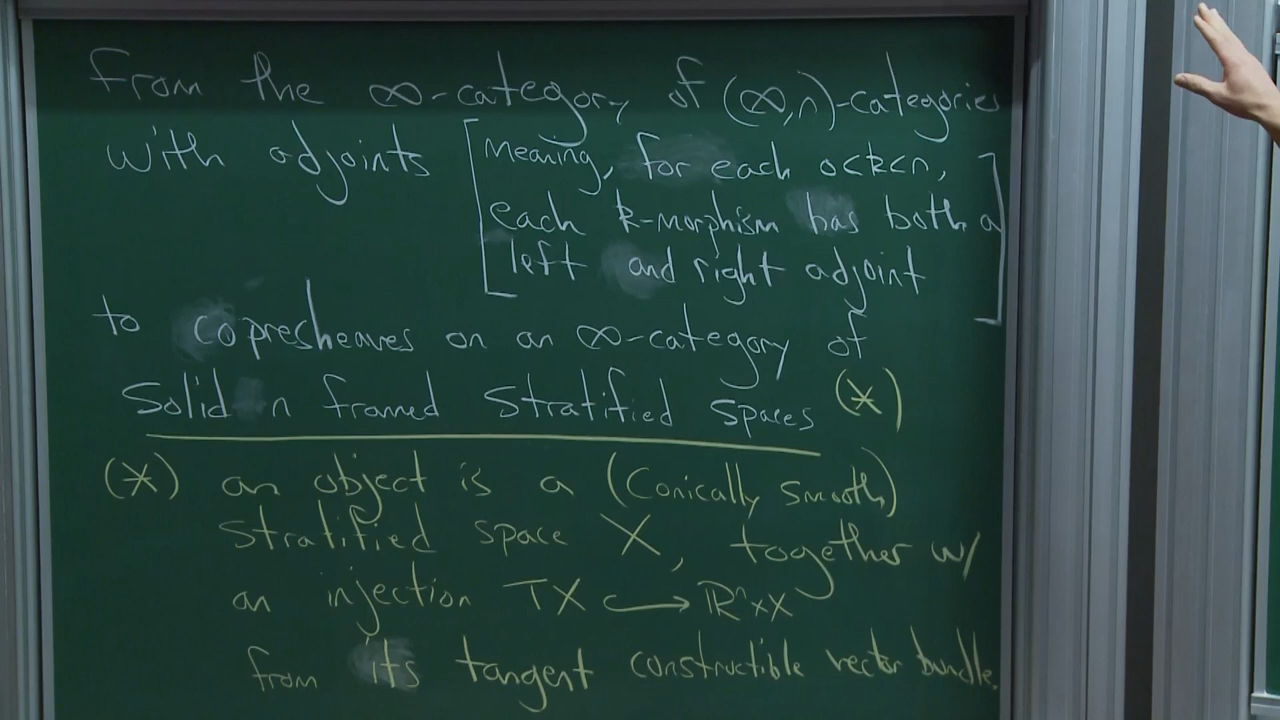 from the ∞-category of (∞,n)-categories
with adjoints [meaning, for each 0<k<n,
each k-morphism has both a
left and right adjoint]
to copresheaves on an ∞-category of
solid n framed stratified spaces (*)
(*) an object is a (conically smooth)
stratified space X, together w/
an injection TX ↪ ℝⁿ×X
from its tangent constructible vector bundle.